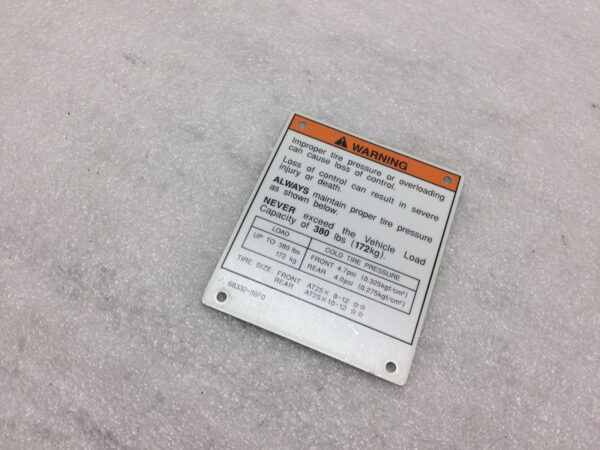 ⚠ WARNING
Improper tire pressure or overloading
can cause loss of control.
Loss of control can result in severe
injury or death.
ALWAYS maintain proper tire pressure
as shown below.
NEVER exceed the Vehicle Load
Capacity of 380 lbs (172kg).
LOAD COLD TIRE PRESSURE
UP TO 380 lbs FRONT 4.7psi (0.325kgf/cm²)
172 kg REAR 4.0psi (0.275kgf/cm²)
TIRE SIZE: FRONT AT25× 8-12 ☆☆
REAR AT25×10-12 ☆☆
68332-38F0